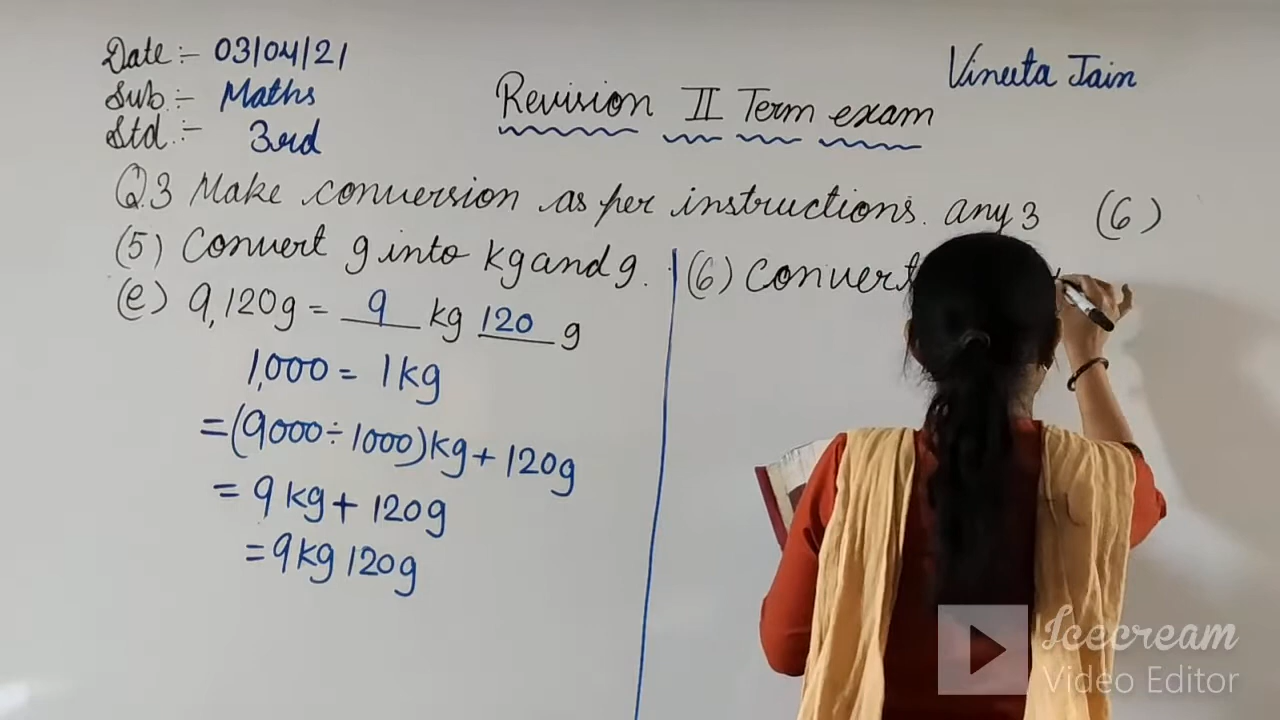 Date :- 03/04/21
Sub :- Maths
Std :- 3rd
Vineeta Jain
Revision II Term exam
Q.3 Make conversion as per instructions. any 3 (6)
(5) Convert g into kg and g.
(e) 9,120g = 9 kg 120 g
1,000 = 1kg
=(9000÷1000)kg + 120g
= 9 kg + 120g
= 9 kg 120g
(6) Convert
Icecream
Video Editor